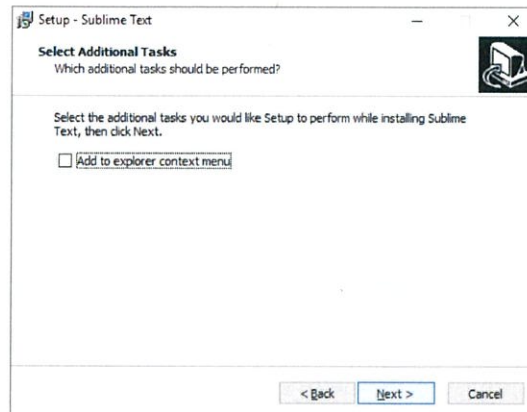 Setup - Sublime Text
Select Additional Tasks
Which additional tasks should be performed?
Select the additional tasks you would like Setup to perform while installing Sublime
Text, then click Next.
Add to explorer context menu
< Back
Next >
Cancel